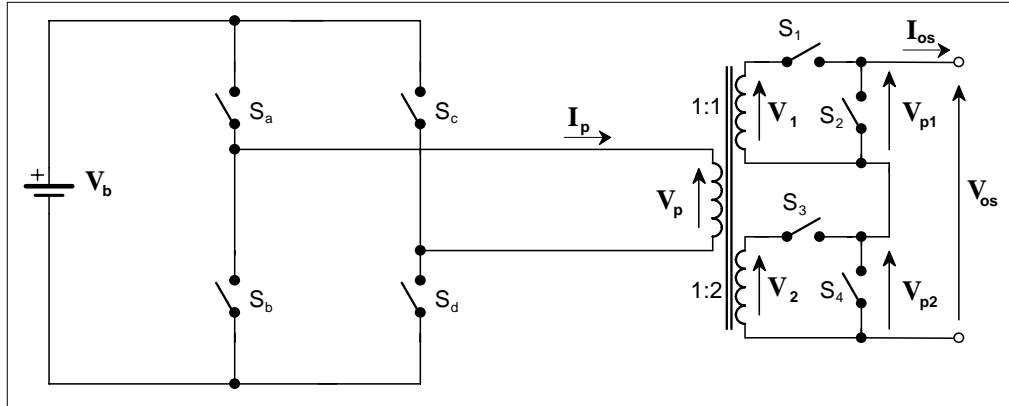 S1
Ios
1:1
V1
S2
Vp1
Sa
Sc
Ip
+
Vb
Vp
Vos
S3
1:2
V2
S4
Vp2
Sb
Sd